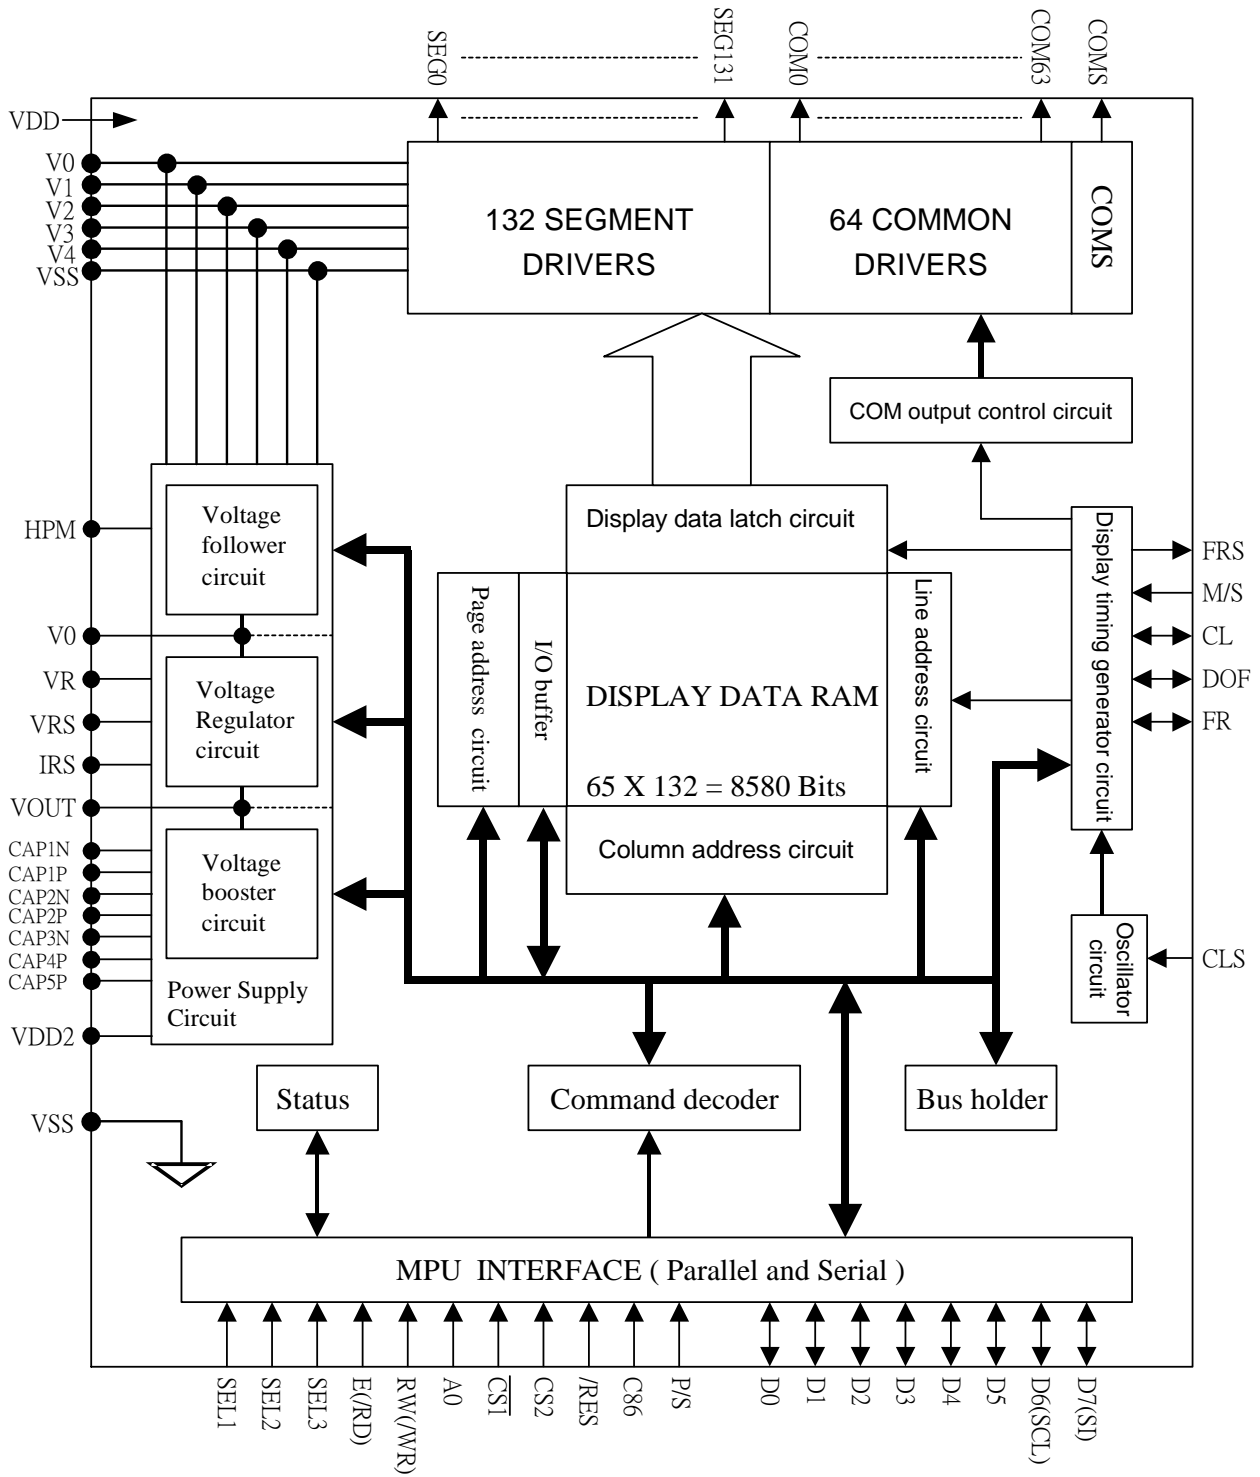 SEG0
SEG131
COM0
COM63
COMS
VDD
V0
V1
V2
V3
V4
VSS
132 SEGMENT
DRIVERS
64 COMMON
DRIVERS
COMS
COM output control circuit
HPM
V0
VR
VRS
IRS
VOUT
CAP1N
CAP1P
CAP2N
CAP2P
CAP3N
CAP4P
CAP5P
VDD2
VSS
Voltage
follower
circuit
Voltage
Regulator
circuit
Voltage
booster
circuit
Power Supply
Circuit
Display data latch circuit
Page address circuit
I/O buffer
DISPLAY DATA RAM
65 X 132 = 8580 Bits
Line address circuit
Column address circuit
Display timing generator circuit
FRS
M/S
CL
DOF
FR
Oscillator
circuit
CLS
Status
Command decoder
Bus holder
MPU INTERFACE ( Parallel and Serial )
SEL1
SEL2
SEL3
E(/RD)
RW(/WR)
A0
CS1
CS2
/RES
C86
P/S
D0
D1
D2
D3
D4
D5
D6(SCL)
D7(SI)